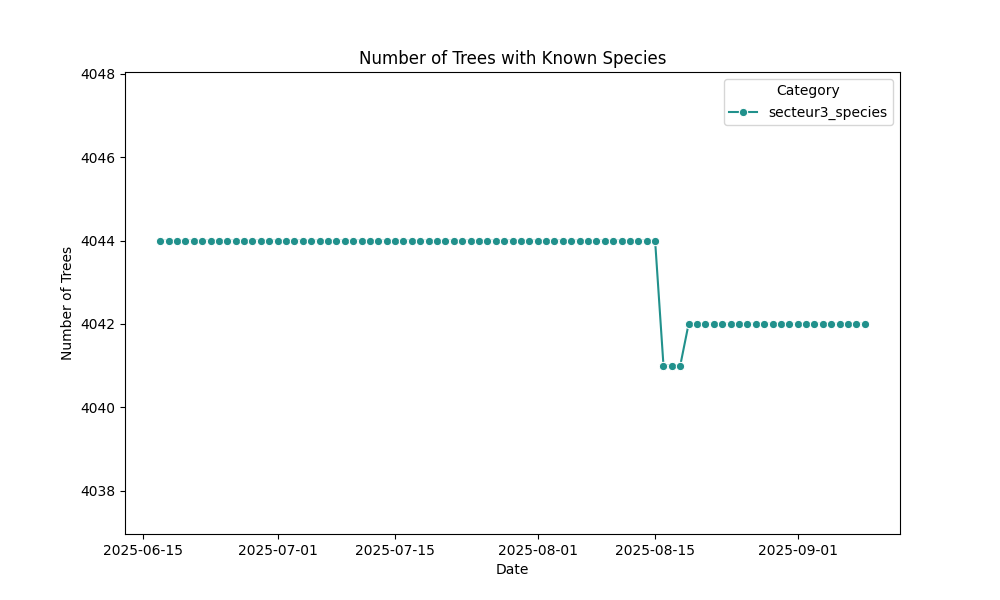 Number of Trees with Known Species
Category
secteur3_species
Number of Trees
4048
4046
4044
4042
4040
4038
2025-06-15
2025-07-01
2025-07-15
2025-08-01
2025-08-15
2025-09-01
Date